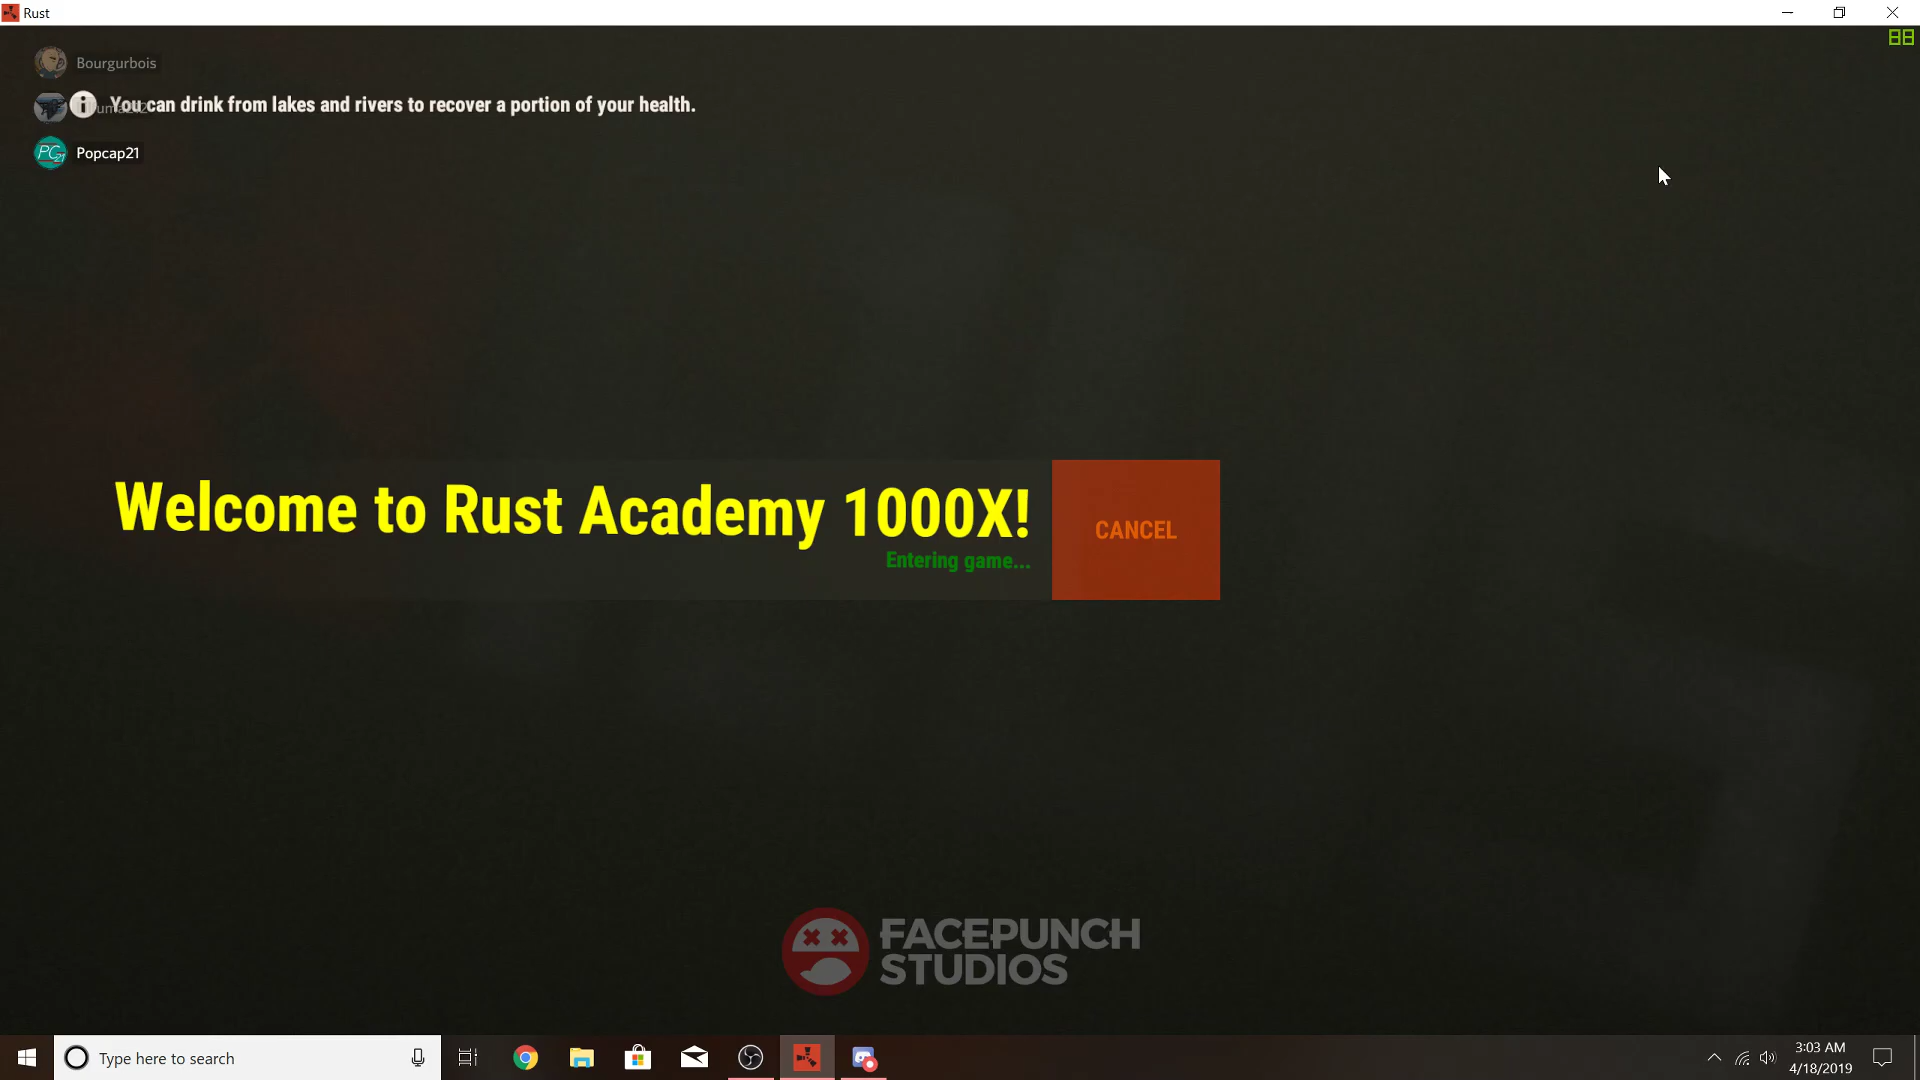 Rust
88
Bourgurbois
You can drink from lakes and rivers to recover a portion of your health.
Popcap21
Welcome to Rust Academy 1000X!
Entering game...
CANCEL
FACEPUNCH
STUDIOS
Type here to search
3:03 AM
4/18/2019